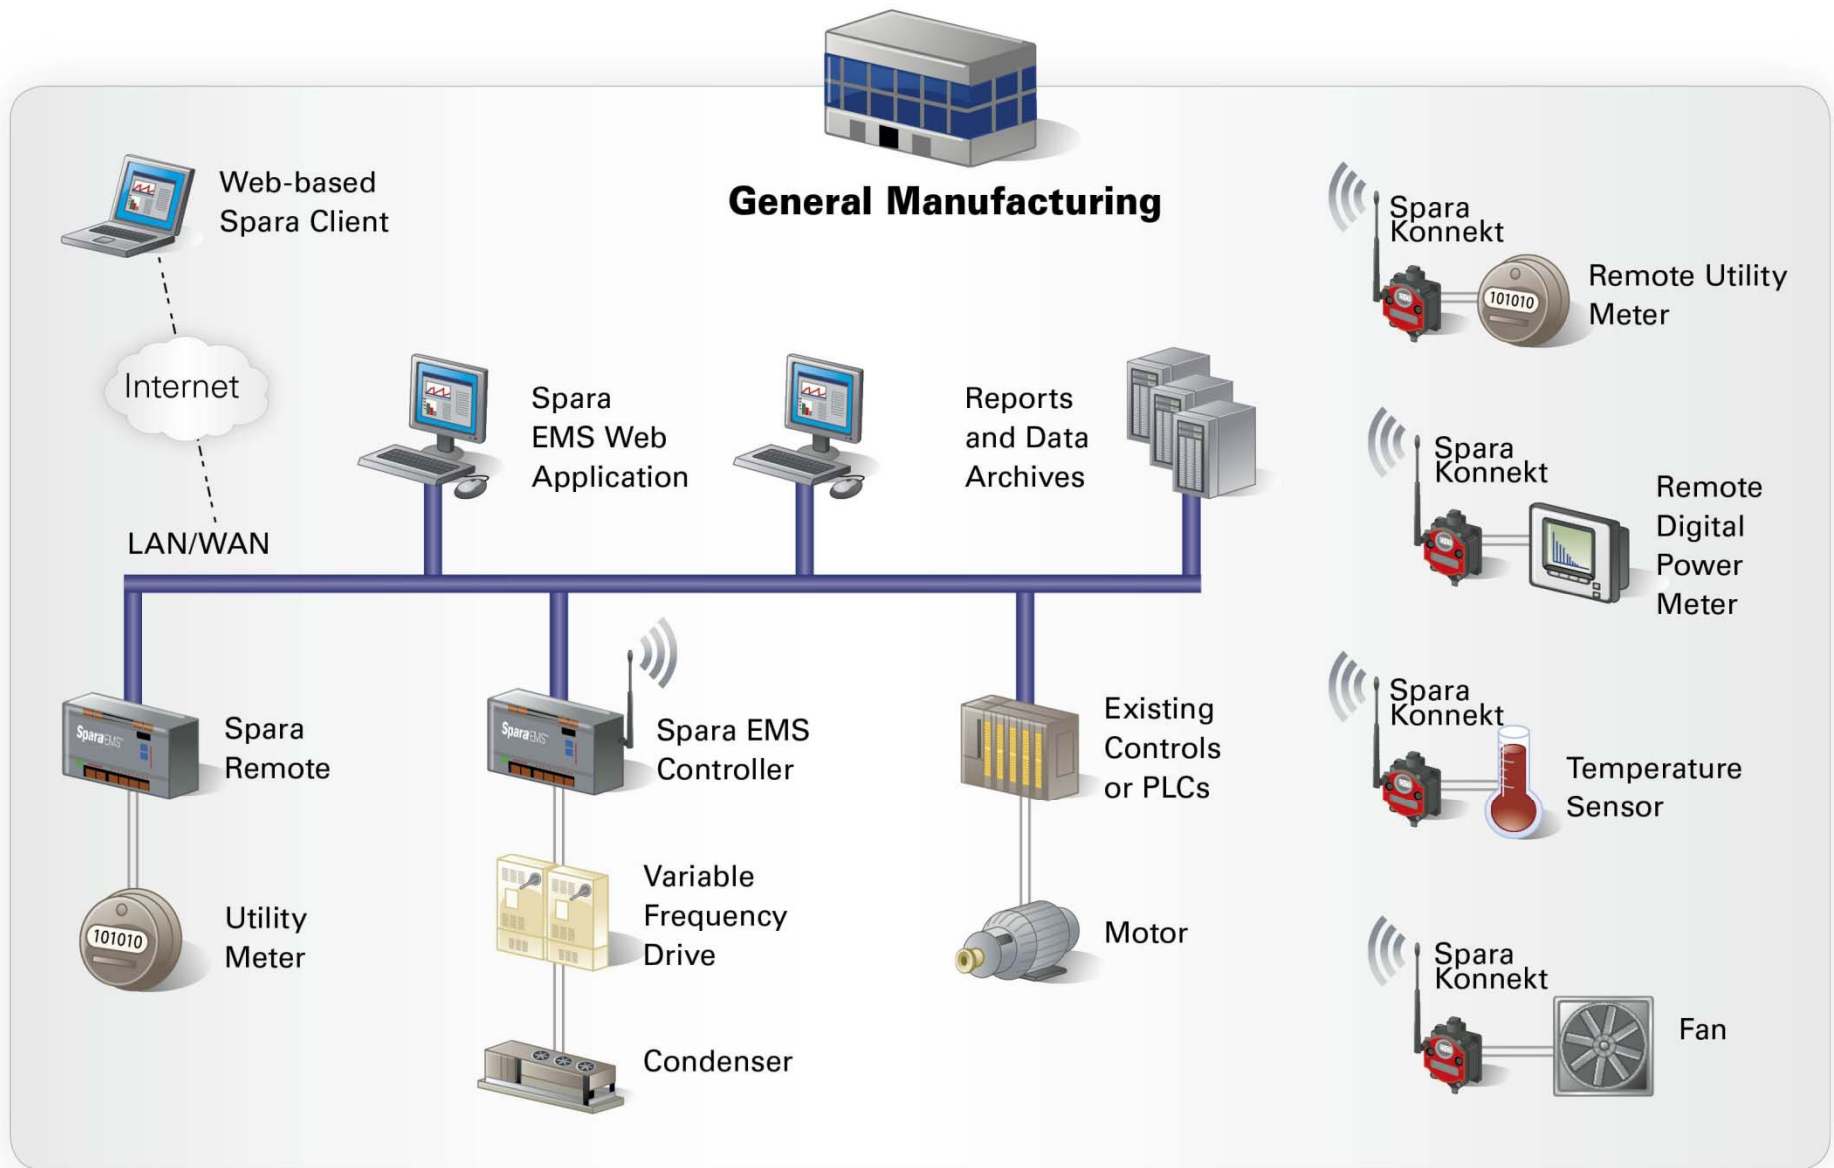 General Manufacturing
Web-based
Spara Client
Internet
LAN/WAN
Spara
EMS Web
Application
Reports
and Data
Archives
Spara
Konnekt
101010
Remote Utility
Meter
Spara
Konnekt
Remote
Digital
Power
Meter
Spara
Konnekt
Temperature
Sensor
Spara
Konnekt
Fan
SparaEMS
Spara
Remote
SparaEMS
Spara EMS
Controller
Existing
Controls
or PLCs
101010
Utility
Meter
Variable
Frequency
Drive
Motor
Condenser